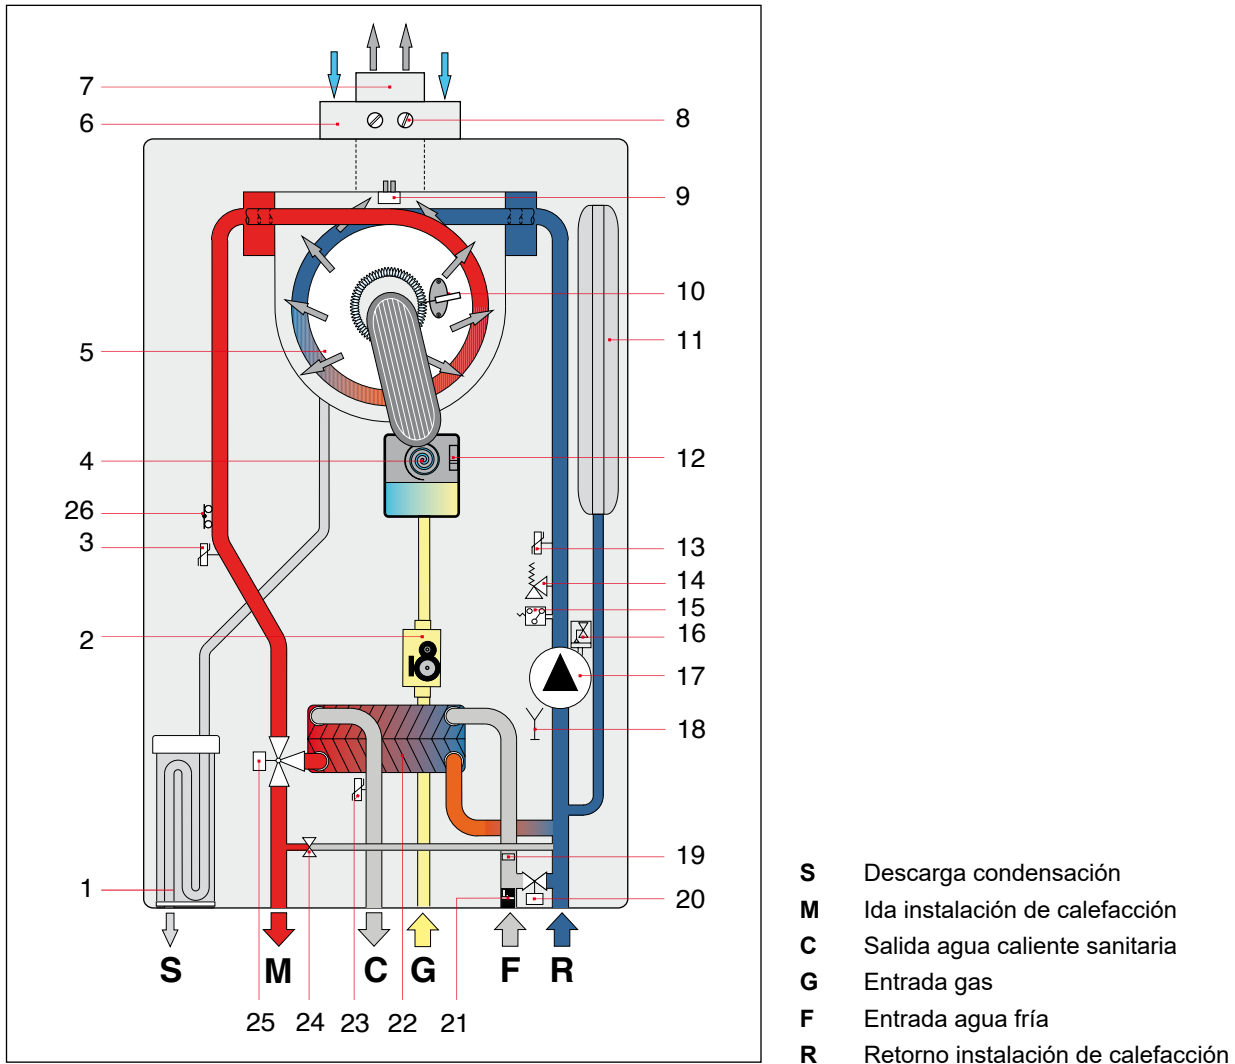 7
6
8
9
10
11
5
4
12
26
3
13
14
15
16
2
17
18
19
1
20
S
M
C
G
F
R
25
24
23
22
21
S Descarga condensación
M Ida instalación de calefacción
C Salida agua caliente sanitaria
G Entrada gas
F Entrada agua fría
R Retorno instalación de calefacción